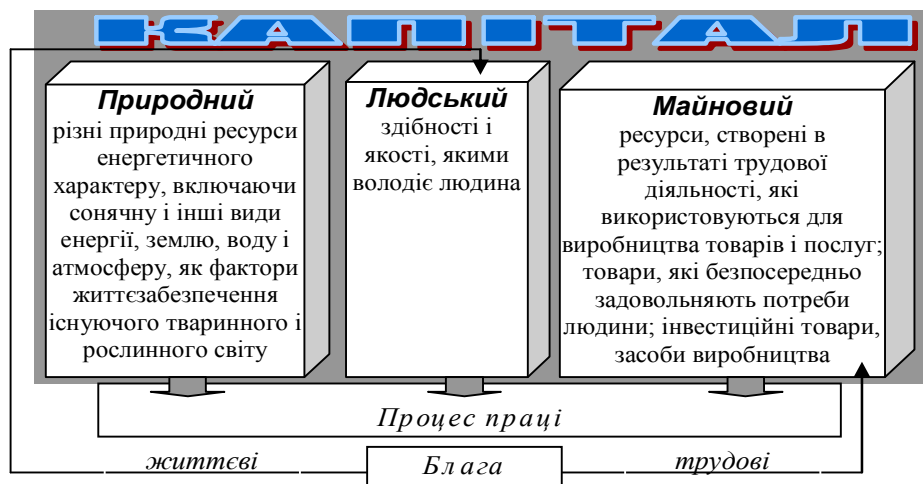 КАПІТАЛ
Природний
різні природні ресурси
енергетичного
характеру, включаючи
сонячну і інші види
енергії, землю, воду і
атмосферу, як фактори
життєзабезпечення
існуючого тваринного і
рослинного світу
Людський
здібності і
якості, якими
володіє людина
Майновий
ресурси, створені в
результаті трудової
діяльності, які
використовуються для
виробництва товарів і послуг;
товари, які безпосередньо
задовольняють потреби
людини; інвестиційні товари,
засоби виробництва
Процес праці
життєві
Блага
трудові